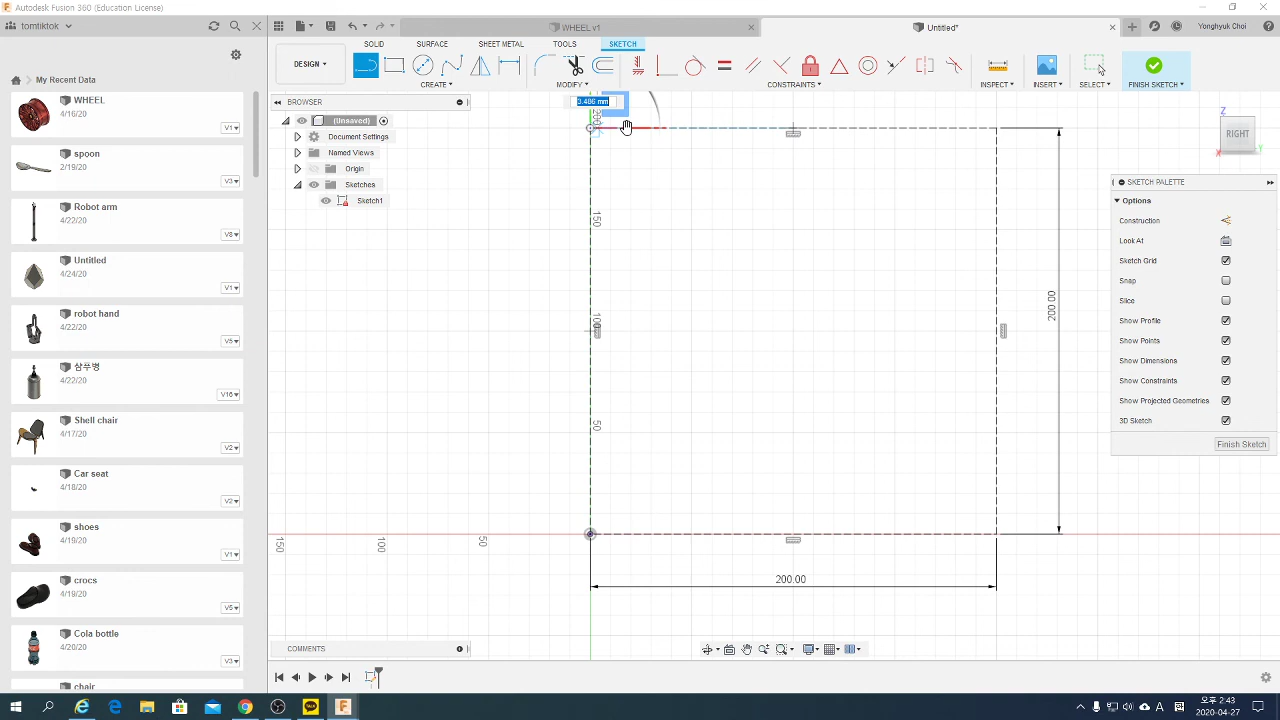 Autodesk Fusion 360 (Education License)
tomtiktok
WHEEL v1
Untitled*
Yonghyuk Choi
DESIGN
SOLID
SURFACE
SHEET METAL
TOOLS
SKETCH
CREATE
MODIFY
CONSTRAINTS
INSPECT
INSERT
SELECT
FINISH SKETCH
My Recent Data
WHEEL
4/16/20
V1
spoon
2/19/20
V3
Robot arm
4/22/20
V8
Untitled
4/24/20
V1
robot hand
4/22/20
V5
샴푸병
4/22/20
V16
Shell chair
4/17/20
V2
Car seat
4/18/20
V2
shoes
4/19/20
V1
crocs
4/19/20
V5
Cola bottle
4/20/20
V3
chair
BROWSER
(Unsaved)
Document Settings
Named Views
Origin
Sketches
Sketch1
3.486 mm
200
150
100
50
150
100
50
200.00
200.00
Z
RIGHT
X
Y
SKETCH PALETTE
Options
Construction
Look At
Sketch Grid
Snap
Slice
Show Profile
Show Points
Show Dimensions
Show Constraints
Show Projected Geometries
3D Sketch
Finish Sketch
COMMENTS
오후 2:43
2020-04-27